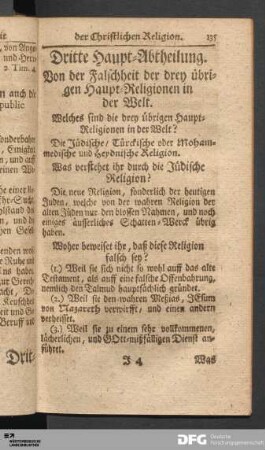 der Christlichen Religion. 135
Dritte Haupt-Abtheilung.
Von der Falschheit der drey übri-
gen Haupt-Religionen in
der Welt.
Welches sind die drey übrigen Haupt-
Religionen in der Welt?
Die Jüdische/ Türckische oder Moham-
medische und Heydnische Religion.
Was verstehet ihr durch die Jüdische
Religion?
Die neue Religion, sonderlich der heutigen
Juden, welche von der wahren Religion der
alten Juden nur den blossen Nahmen, und noch
einiges äusserliches Schatten-Werck übrig
haben.
Woher beweiset ihr, daß diese Religion
falsch sey?
(1.) Weil sie sich nicht so wohl auff das alte
Testament, als auff eine falsche Offenbahrung,
nemlich den Talmud hauptsächlich gründet.
(2.) Weil sie den wahren Meßias, JEsum
von Nazareth verwirfft, und einen andern
verheisset.
(3.) Weil sie zu einem sehr vollkommenen,
lächerlichen, und GOtt-mißfälligen Dienst an-
führet.
J 4 Was
Drit-
DFG Deutsche
Forschungsgemeinschaft